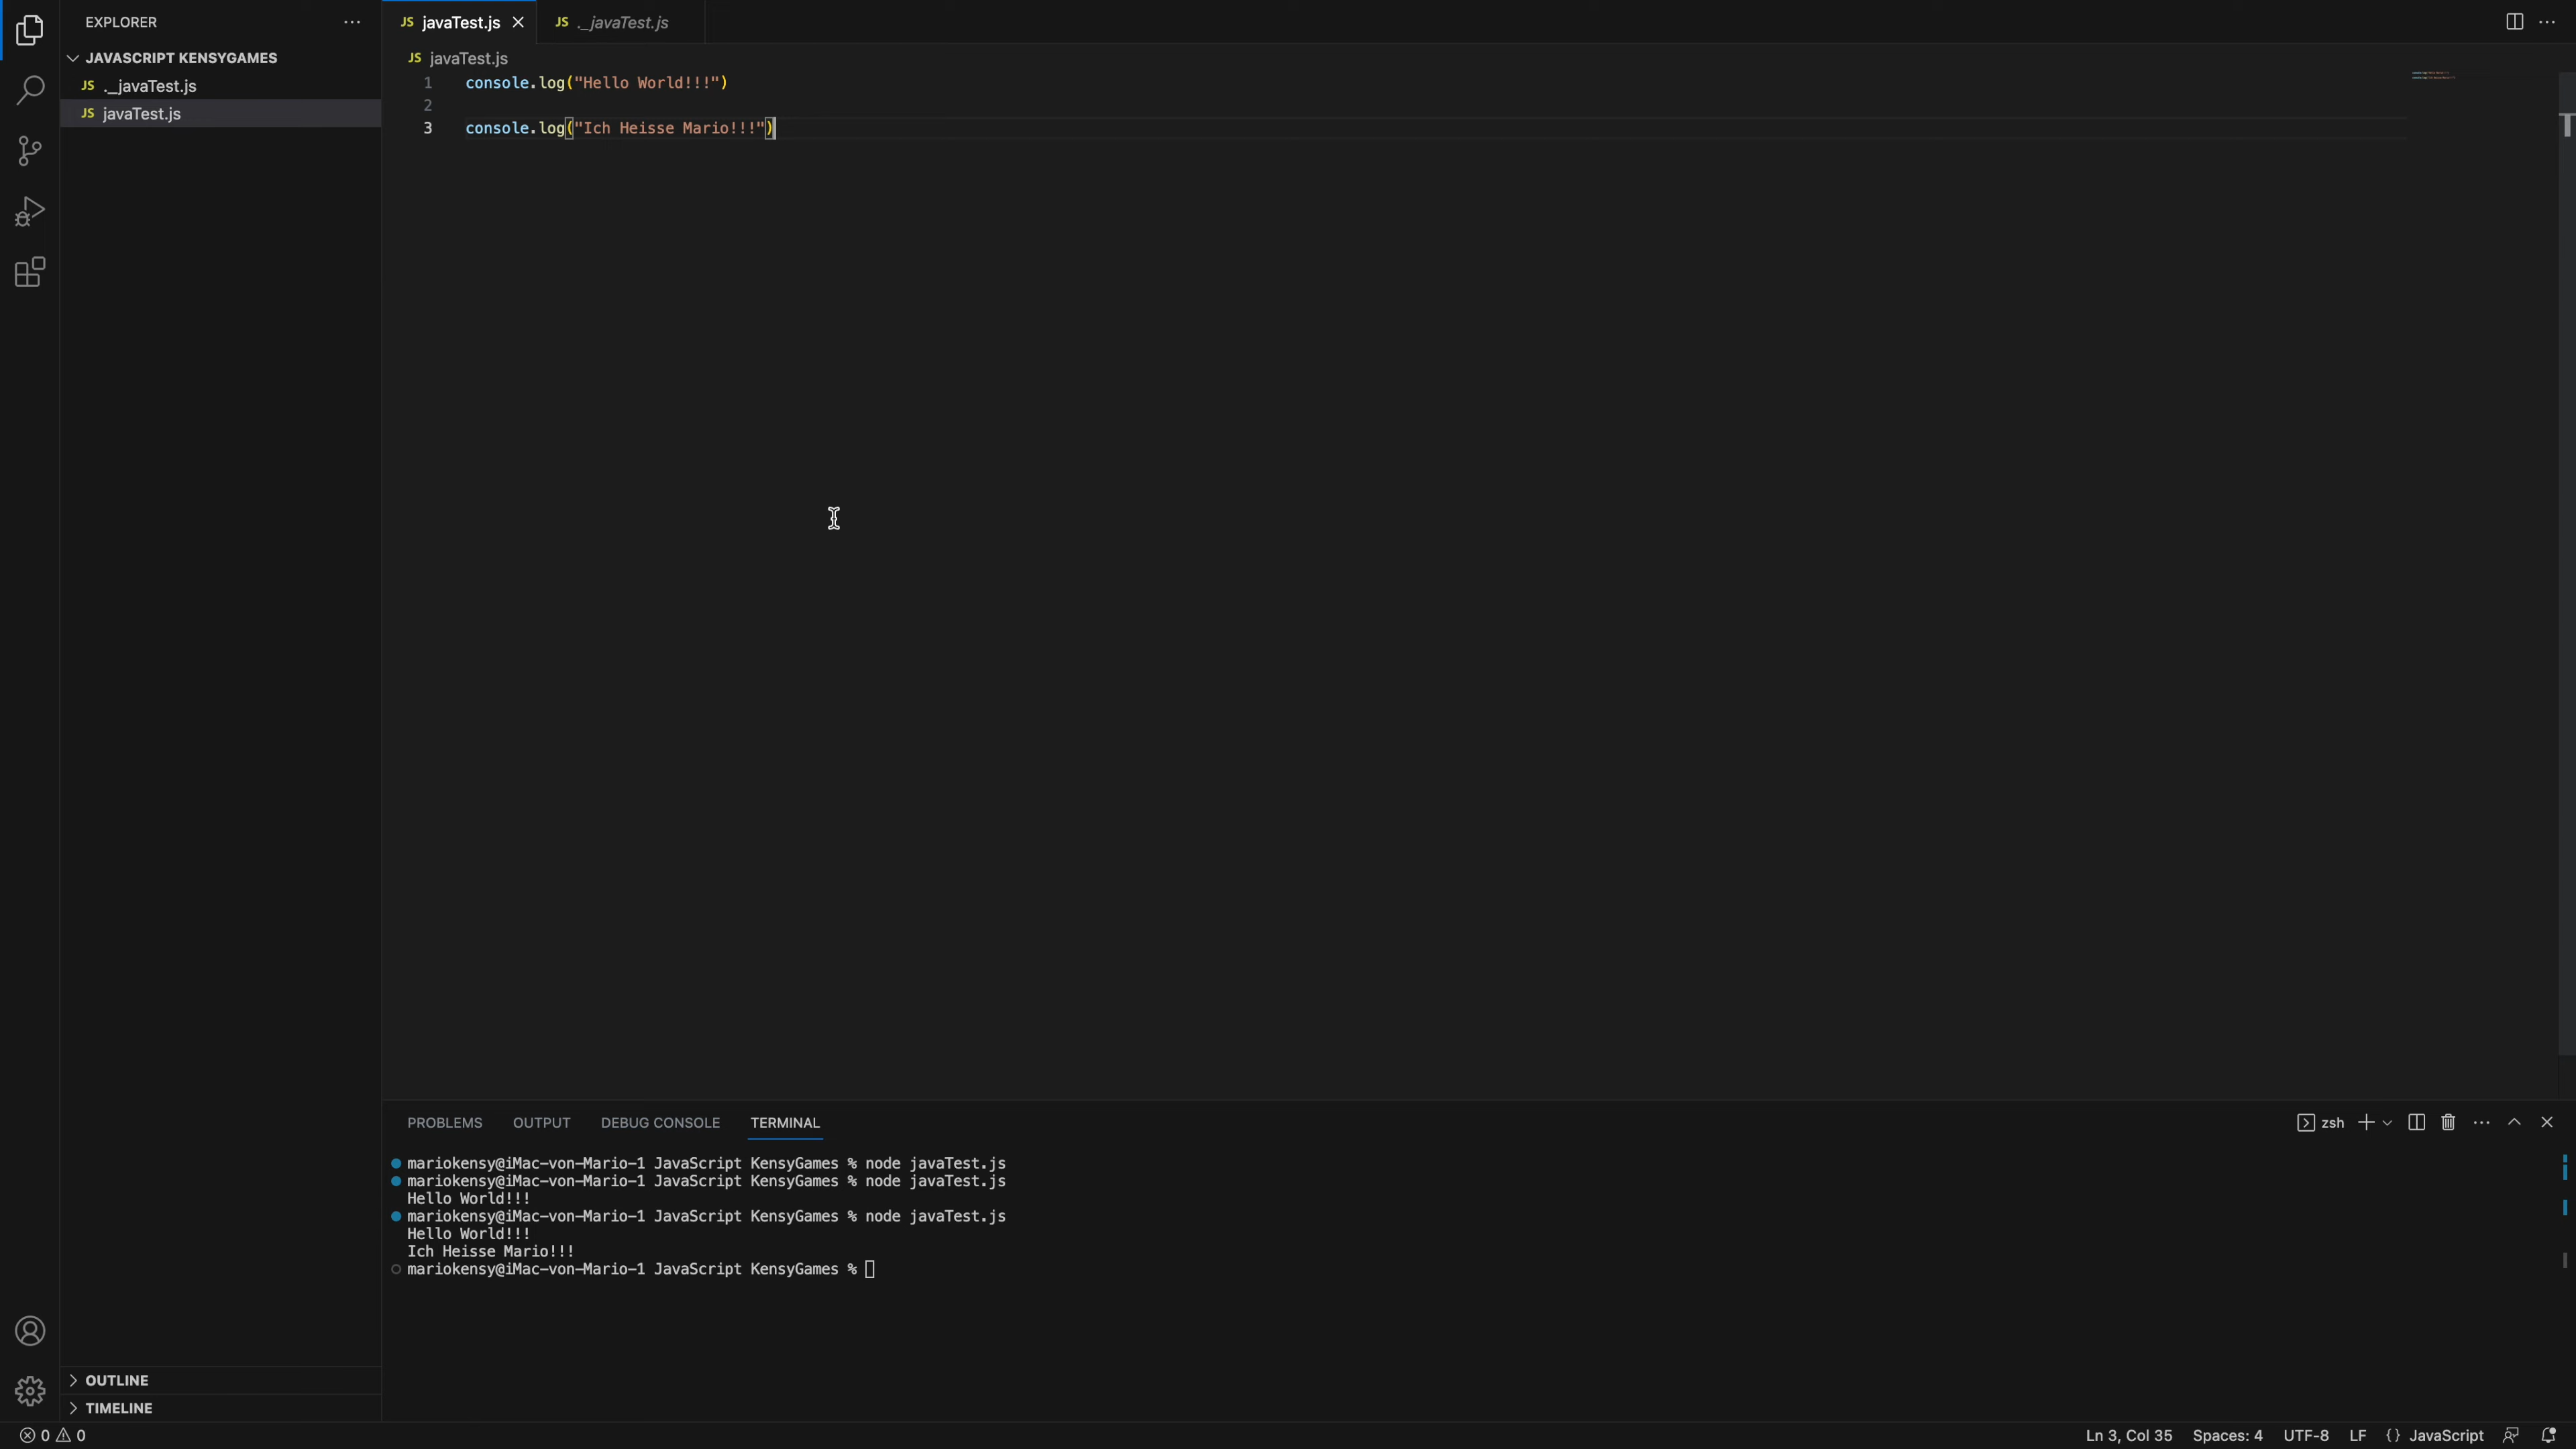 EXPLORER
JAVASCRIPT KENSYGAMES
JS ._javaTest.js
JS javaTest.js
OUTLINE
TIMELINE
JS javaTest.js
JS ._javaTest.js
JS javaTest.js
1 console.log("Hello World!!!")
2
3 console.log("Ich Heisse Mario!!!")
PROBLEMS OUTPUT DEBUG CONSOLE TERMINAL
zsh
mariokensy@iMac-von-Mario-1 JavaScript KensyGames % node javaTest.js
mariokensy@iMac-von-Mario-1 JavaScript KensyGames % node javaTest.js
Hello World!!!
mariokensy@iMac-von-Mario-1 JavaScript KensyGames % node javaTest.js
Hello World!!!
Ich Heisse Mario!!!
mariokensy@iMac-von-Mario-1 JavaScript KensyGames %
0 0
Ln 3, Col 35 Spaces: 4 UTF-8 LF {} JavaScript